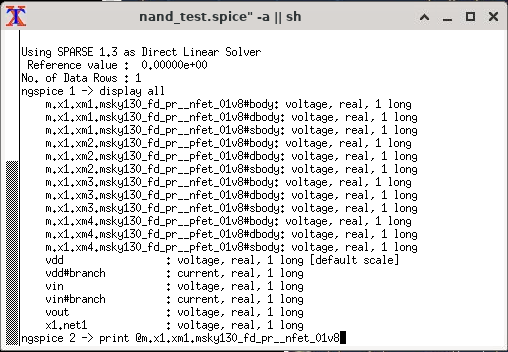 nand_test.spice" -a || sh
Using SPARSE 1.3 as Direct Linear Solver
Reference value :  0.00000e+00
No. of Data Rows : 1
ngspice 1 -> display all
m.x1.xm1.msky130_fd_pr__nfet_01v8#body: voltage, real, 1 long
m.x1.xm1.msky130_fd_pr__nfet_01v8#dbody: voltage, real, 1 long
m.x1.xm1.msky130_fd_pr__nfet_01v8#sbody: voltage, real, 1 long
m.x1.xm2.msky130_fd_pr__pfet_01v8#body: voltage, real, 1 long
m.x1.xm2.msky130_fd_pr__pfet_01v8#dbody: voltage, real, 1 long
m.x1.xm2.msky130_fd_pr__pfet_01v8#sbody: voltage, real, 1 long
m.x1.xm3.msky130_fd_pr__nfet_01v8#body: voltage, real, 1 long
m.x1.xm3.msky130_fd_pr__nfet_01v8#dbody: voltage, real, 1 long
m.x1.xm3.msky130_fd_pr__nfet_01v8#sbody: voltage, real, 1 long
m.x1.xm4.msky130_fd_pr__pfet_01v8#body: voltage, real, 1 long
m.x1.xm4.msky130_fd_pr__pfet_01v8#dbody: voltage, real, 1 long
m.x1.xm4.msky130_fd_pr__pfet_01v8#sbody: voltage, real, 1 long
vdd : voltage, real, 1 long [default scale]
vdd#branch : current, real, 1 long
vin : voltage, real, 1 long
vin#branch : current, real, 1 long
vout : voltage, real, 1 long
x1.net1 : voltage, real, 1 long
ngspice 2 -> print @m.x1.xm1.msky130_fd_pr__nfet_01v8